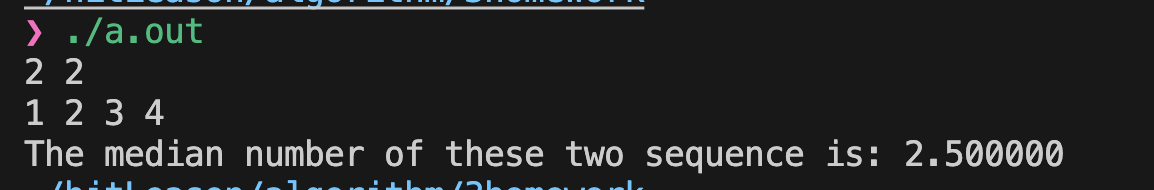 ❯ ./a.out
2 2
1 2 3 4
The median number of these two sequence is: 2.500000